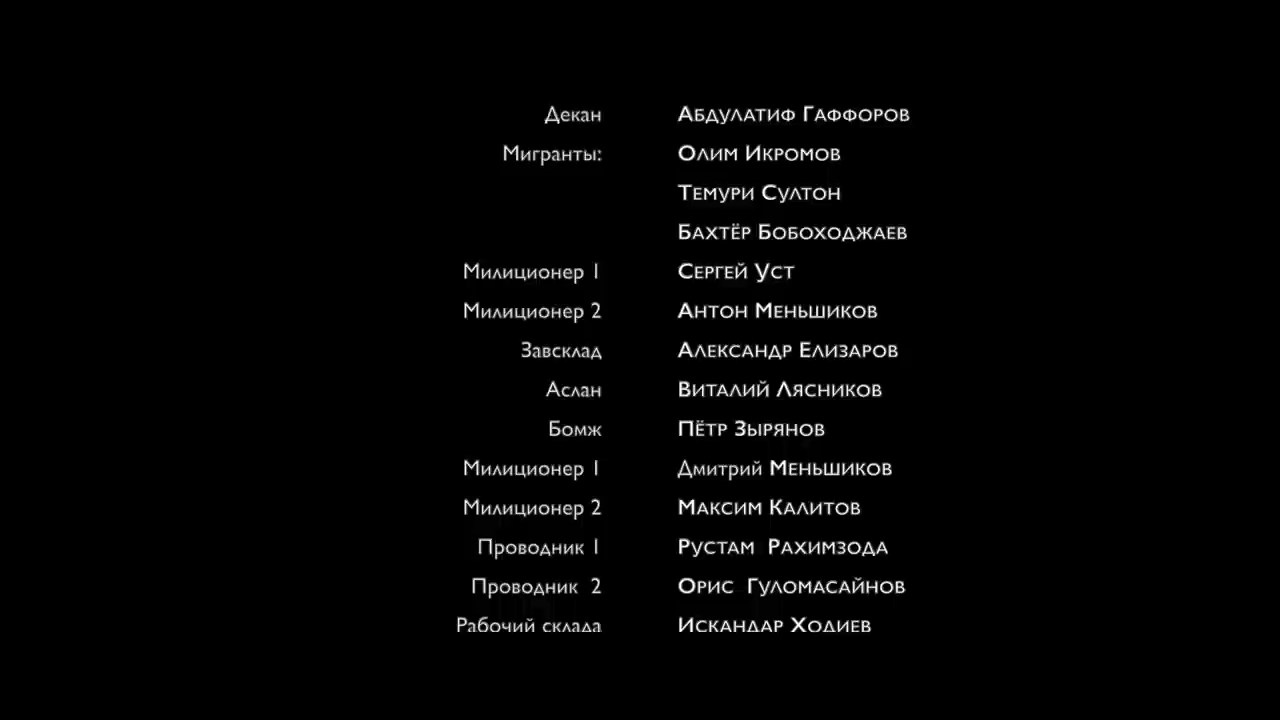 Декан Абдулатиф Гаффоров
Мигранты: Олим Икромов
Темури Султон
Бахтёр Бобоходжаев
Милиционер 1 Сергей Уст
Милиционер 2 Антон Меньшиков
Завсклад Александр Елизаров
Аслан Виталий Лясников
Бомж Пётр Зырянов
Милиционер 1 Дмитрий Меньшиков
Милиционер 2 Максим Калитов
Проводник 1 Рустам Рахимзода
Проводник 2 Орис Гуломасайнов
Рабочий склада Искандар Ходиев